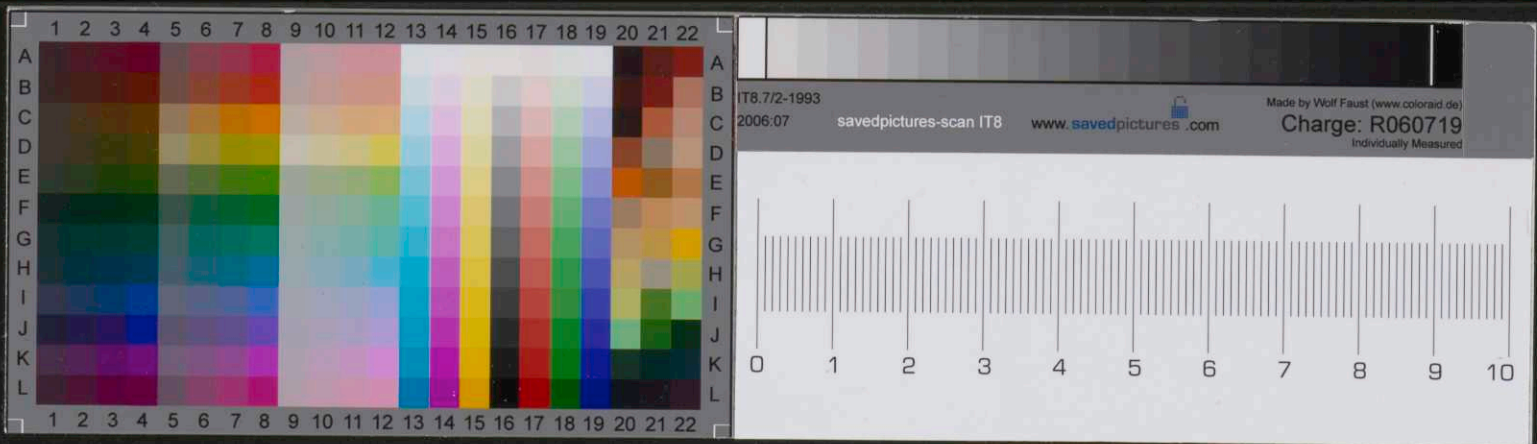 1 2 3 4 5 6 7 8 9 10 11 12 13 14 15 16 17 18 19 20 21 22
A A
B B
C C
D D
E E
F F
G G
H H
I I
J J
K K
L L
1 2 3 4 5 6 7 8 9 10 11 12 13 14 15 16 17 18 19 20 21 22
IT8.7/2-1993
2006:07 savedpictures-scan IT8 www.savedpictures.com
Made by Wolf Faust (www.coloraid.de)
Charge: R060719
Individually Measured
0 1 2 3 4 5 6 7 8 9 10